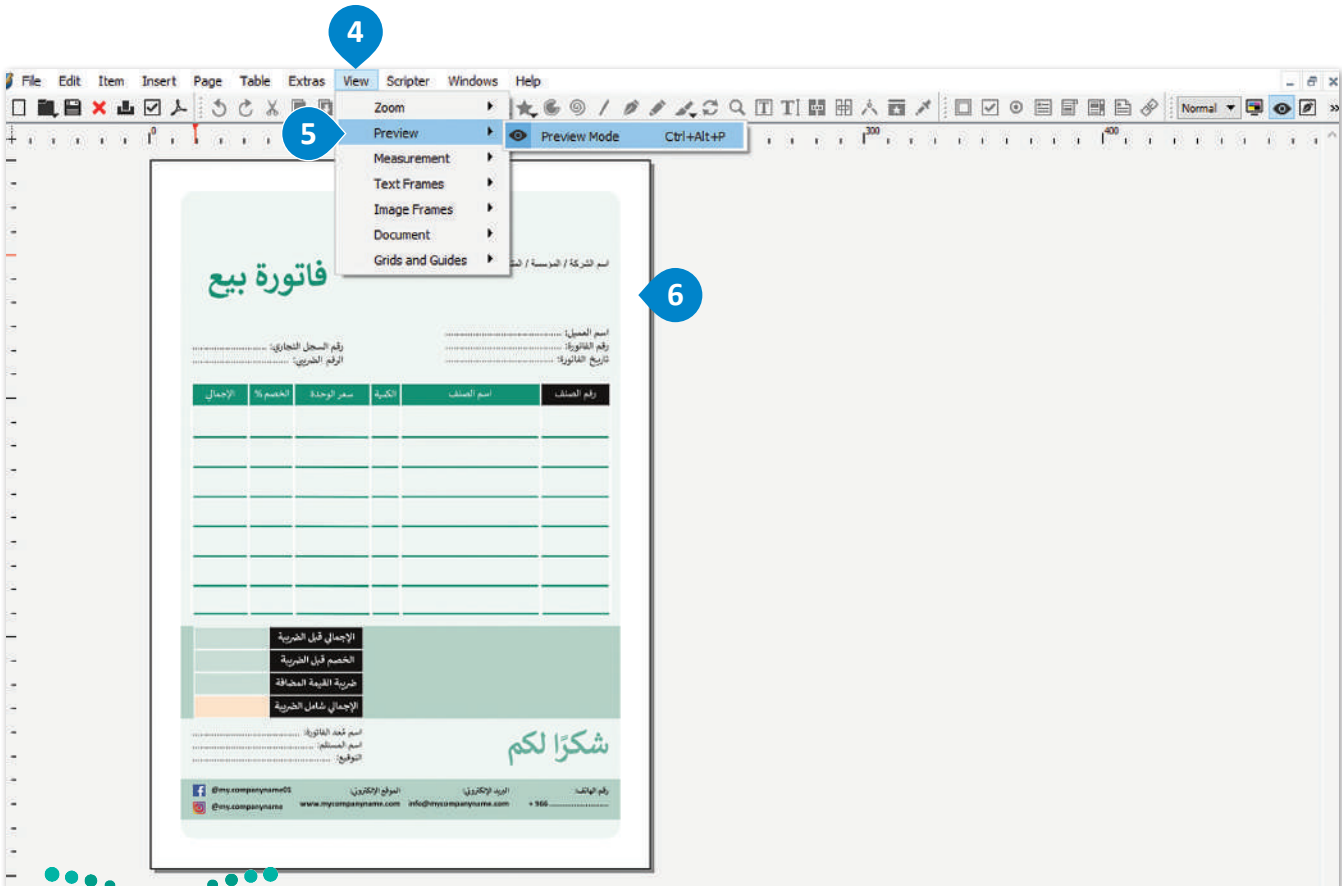 4
File Edit Item Insert Page Table Extras View Scripter Windows Help
Normal
Zoom
5
Preview
Preview Mode Ctrl+Alt+P
Measurement
Text Frames
Image Frames
Document
Grids and Guides
0
300
400
6
اسم الشركة / المؤسسة /
فاتورة بيع
اسم العميل: ........................................
رقم الفاتورة: ........................................
تاريخ الفاتورة: ........................................
رقم السجل التجاري: ..........................
الرقم الضريبي: ..................................
رقم الصنف اسم الصنف الكمية سعر الوحدة الخصم % الإجمالي
الإجمالي قبل الضريبة
الخصم قبل الضريبة
ضريبة القيمة المضافة
الإجمالي شامل الضريبة
شكرًا لكم
اسم مُعد الفاتورة: ........................................
اسم المستلم: ........................................
التوقيع: ........................................
رقم الهاتف:
+ 966 ........................
البريد الإلكتروني:
info@mycompanyname.com
الموقع الإلكتروني:
www.mycompanyname.com
@my.companyname01
@my.companyname